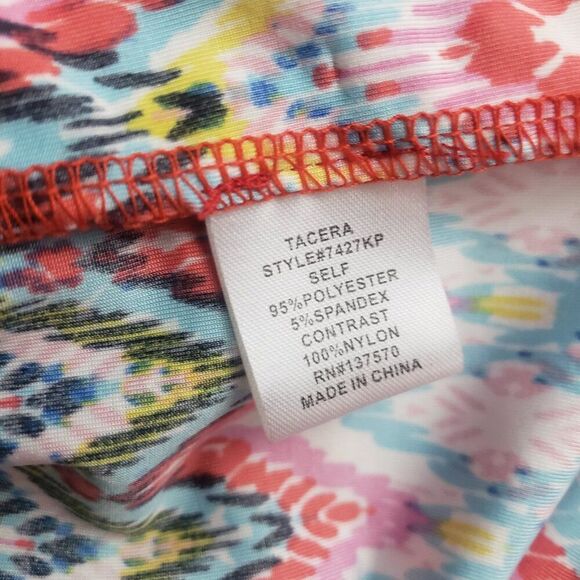 TACERA
STYLE#7427KP
SELF
95%POLYESTER
5%SPANDEX
CONTRAST
100%NYLON
RN#137570
MADE IN CHINA